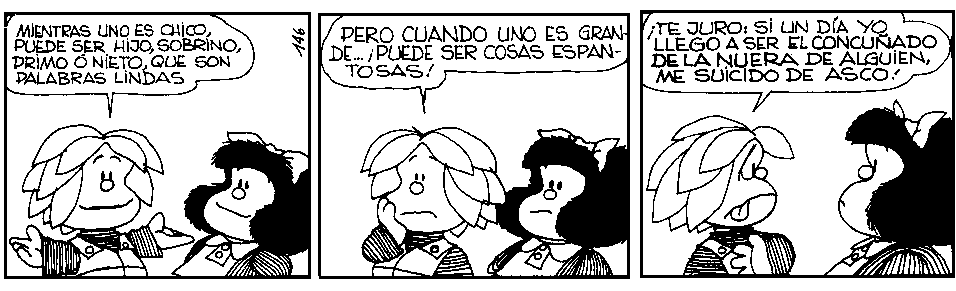 MIENTRAS UNO ES CHICO,
PUEDE SER HIJO, SOBRINO,
PRIMO Ó NIETO, QUE SON
PALABRAS LINDAS
146
PERO CUANDO UNO ES GRAN-
DE... ¡PUEDE SER COSAS ESPAN-
TOSAS!
¡TE JURO: SI UN DÍA YO
LLEGO A SER EL CONCUÑADO
DE LA NUERA DE ALGUIEN,
ME SUICIDO DE ASCO!